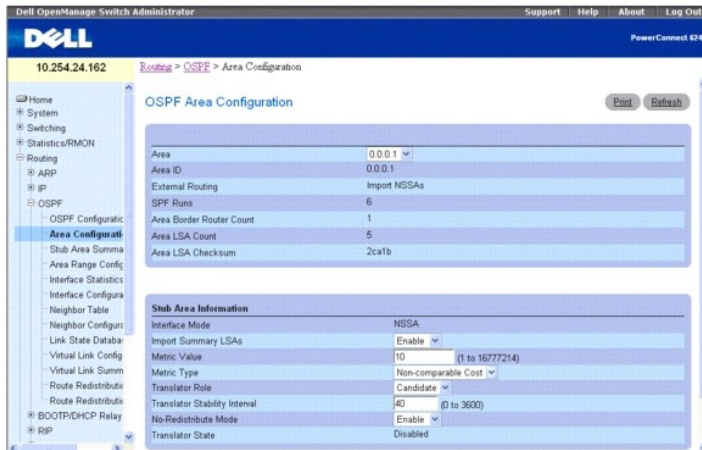 Dell OpenManage Switch Administrator
Support Help About Log Out
DELL
PowerConnect 624
10.254.24.162
Routing > OSPF > Area Configuration
Home
System
Switching
Statistics/RMON
Routing
ARP
IP
OSPF
OSPF Configuratic
Area Configurati
Stub Area Summa
Area Range Config
Interface Statistics
Interface Configura
Neighbor Table
Neighbor Configura
Link State Databas
Virtual Link Config
Virtual Link Summ
Route Redistributic
Route Redistributic
BOOTP/DHCP Relay
RIP
OSPF Area Configuration
Print Refresh
Area 0.0.0.1
Area ID 0.0.0.1
External Routing Import NSSAs
SPF Runs 6
Area Border Router Count 1
Area LSA Count 5
Area LSA Checksum 2ca1b
Stub Area Information
Interface Mode NSSA
Import Summary LSAs Enable
Metric Value 10 (1 to 16777214)
Metric Type Non-comparable Cost
Translator Role Candidate
Translator Stability Interval 40 (0 to 3600)
No-Redistribute Mode Enable
Translator State Disabled